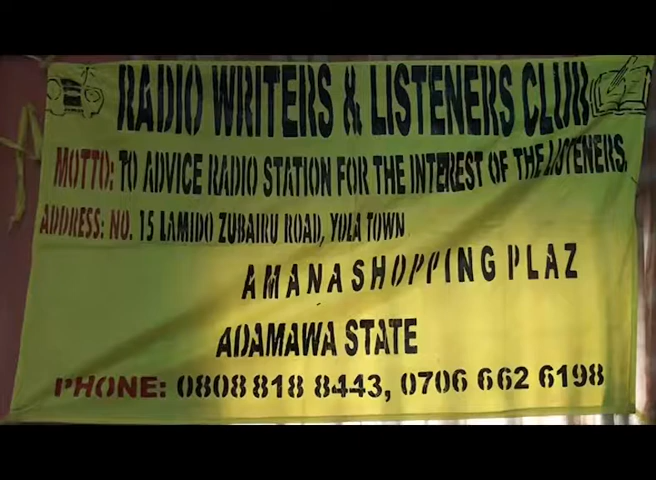 RADIO WRITERS & LISTENERS CLUB
MOTTO: TO ADVICE RADIO STATION FOR THE INTEREST OF THE LISTENERS.
ADDRESS: NO. 15 LAMIDO ZUBAIRU ROAD, YOLA TOWN
AMANA SHOPPING PLAZ
ADAMAWA STATE
PHONE: 0808 818 8443, 0706 662 6198